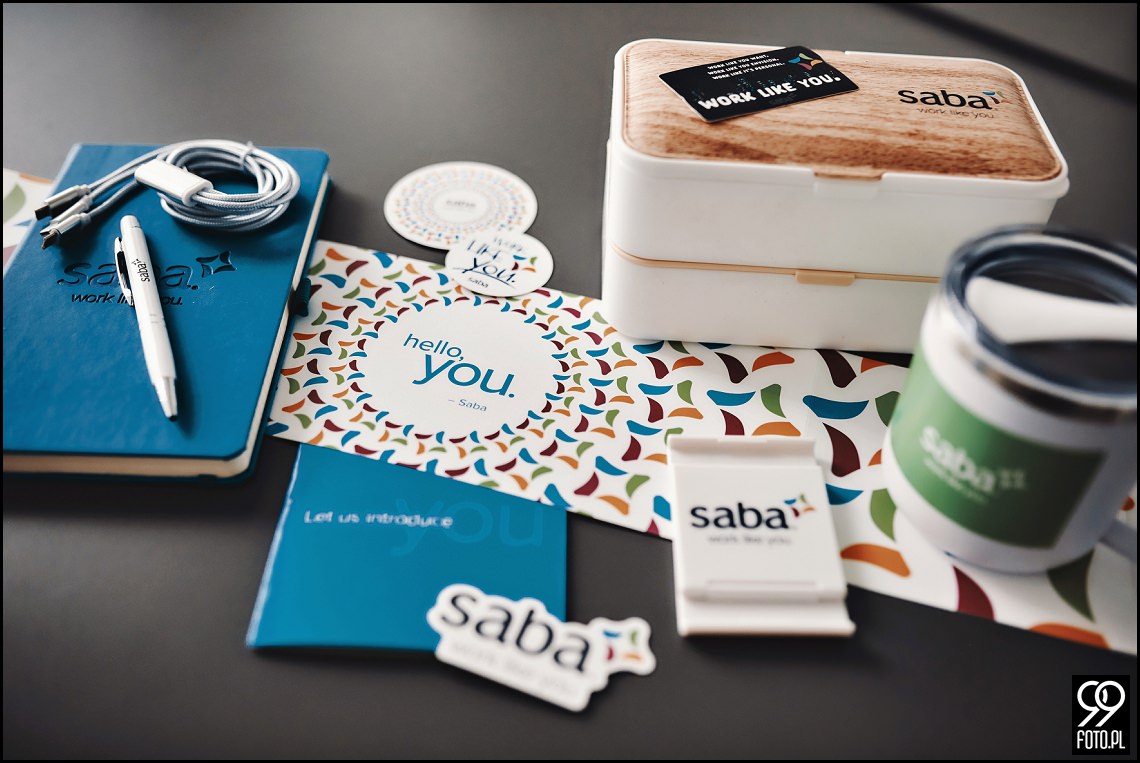 WORK LIKE YOU WANT.
WORK LIKE YOU ENVISION.
WORK LIKE IT'S PERSONAL.
WORK LIKE YOU.
saba
work like you.
saba
work like you.
saba
saba
work
LIKE
you.
saba
hello,
you.
– Saba
Let us introduce
you
saba
work like you.
saba
work like you.
saba
99
FOTO.PL